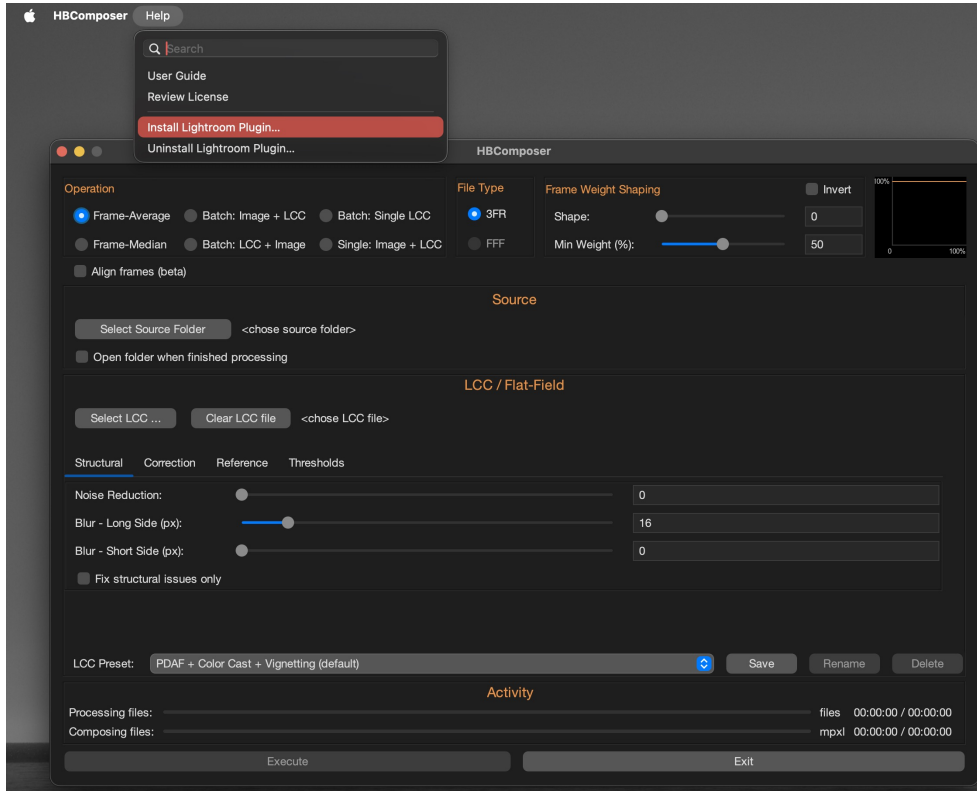 HBComposer Help
Search
User Guide
Review License
Install Lightroom Plugin...
Uninstall Lightroom Plugin...
HBComposer
Operation
Frame-Average Batch: Image + LCC Batch: Single LCC
Frame-Median Batch: LCC + Image Single: Image + LCC
Align frames (beta)
File Type
3FR
FFF
Frame Weight Shaping Invert
Shape: 0
Min Weight (%): 50
100%
0 100%
Source
Select Source Folder <chose source folder>
Open folder when finished processing
LCC / Flat-Field
Select LCC ... Clear LCC file <chose LCC file>
Structural Correction Reference Thresholds
Noise Reduction: 0
Blur - Long Side (px): 16
Blur - Short Side (px): 0
Fix structural issues only
LCC Preset: PDAF + Color Cast + Vignetting (default) Save Rename Delete
Activity
Processing files: files 00:00:00 / 00:00:00
Composing files: mpxl 00:00:00 / 00:00:00
Execute Exit